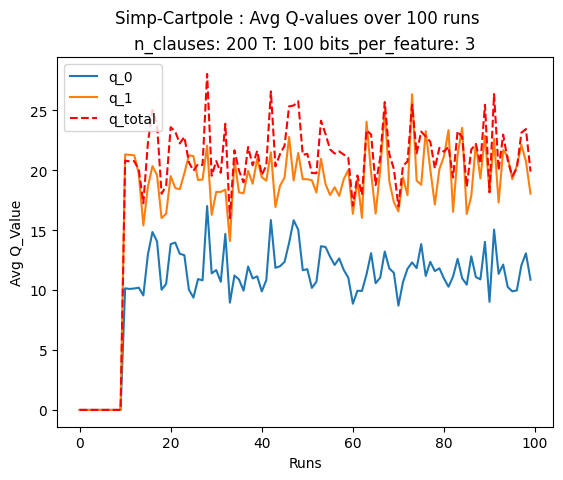 Simp-Cartpole : Avg Q-values over 100 runs
n_clauses: 200 T: 100 bits_per_feature: 3
q_0
q_1
q_total
Avg Q_Value
25
20
15
10
5
0
0 20 40 60 80 100
Runs